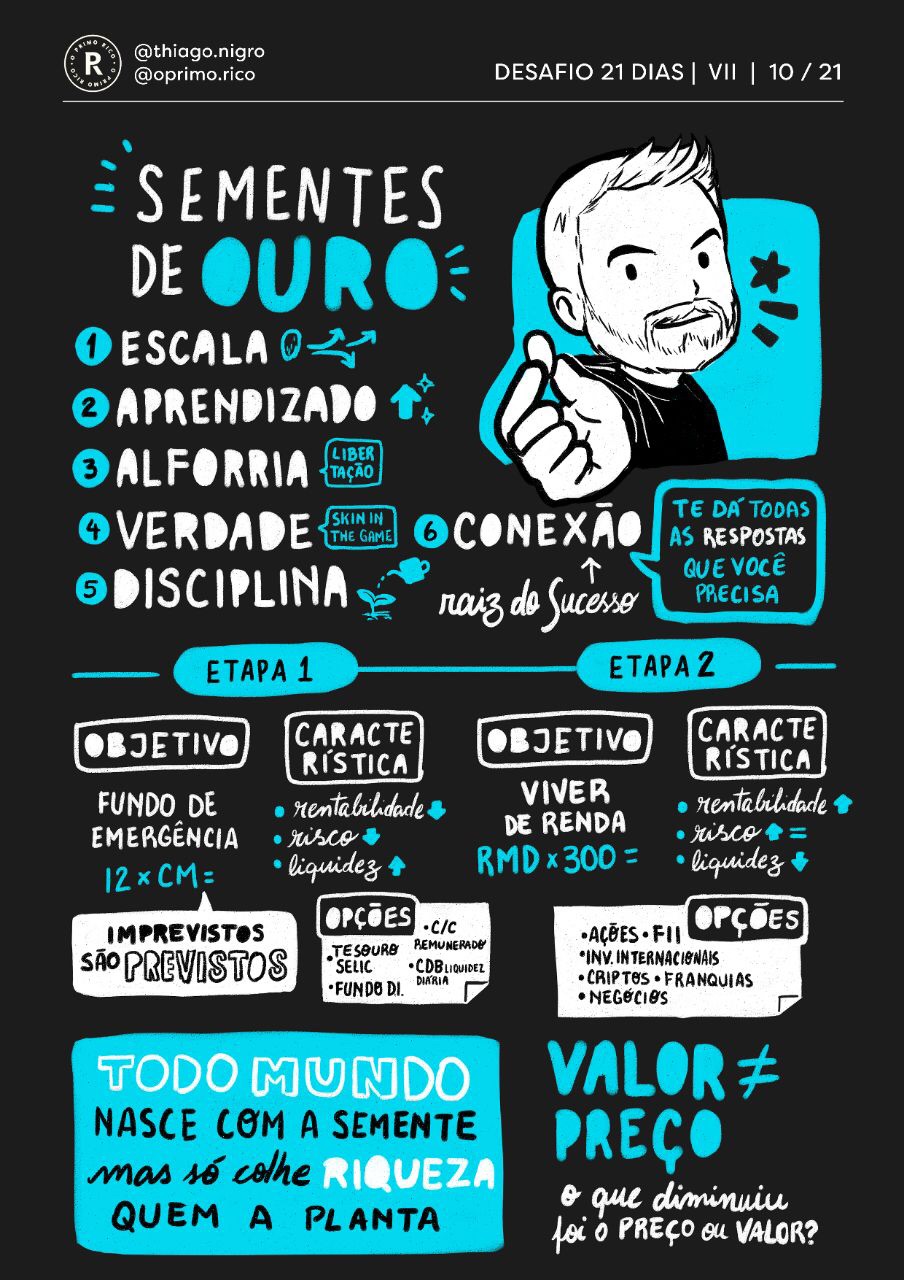 O PRIMO RICO • O PRIMO RICO •
R
@thiago.nigro
@oprimo.rico
DESAFIO 21 DIAS | VII | 10 / 21
SEMENTES
DE OURO
1 ESCALA
2 APRENDIZADO
3 ALFORRIA
LIBER
TAÇÃO
4 VERDADE
SKIN IN
THE GAME
5 DISCIPLINA
6 CONEXÃO
raiz do Sucesso
TE DÁ TODAS
AS RESPOSTAS
QUE VOCÊ
PRECISA
ETAPA 1
OBJETIVO
FUNDO DE
EMERGÊNCIA
12 x CM =
IMPREVISTOS
SÃO PREVISTOS
CARACTE
RÍSTICA
• rentabilidade ⬇
• risco ⬇
• liquidez ⬆
OPÇÕES
• TESOURO
SELIC
• FUNDO D.I.
• C/C
REMUNERADO
• CDB LIQUIDEZ
DIÁRIA
ETAPA 2
OBJETIVO
VIVER
DE RENDA
RMD x 300 =
CARACTE
RÍSTICA
• rentabilidade ⬆
• risco ⬆ =
• liquidez ⬇
OPÇÕES
• AÇÕES • FII
• INV. INTERNACIONAIS
• CRIPTOS • FRANQUIAS
• NEGÓCIOS
TODO MUNDO
NASCE COM A SEMENTE
mas só colhe RIQUEZA
QUEM A PLANTA
VALOR ≠
PREÇO
o que diminuiu
foi o PREÇO ou VALOR?